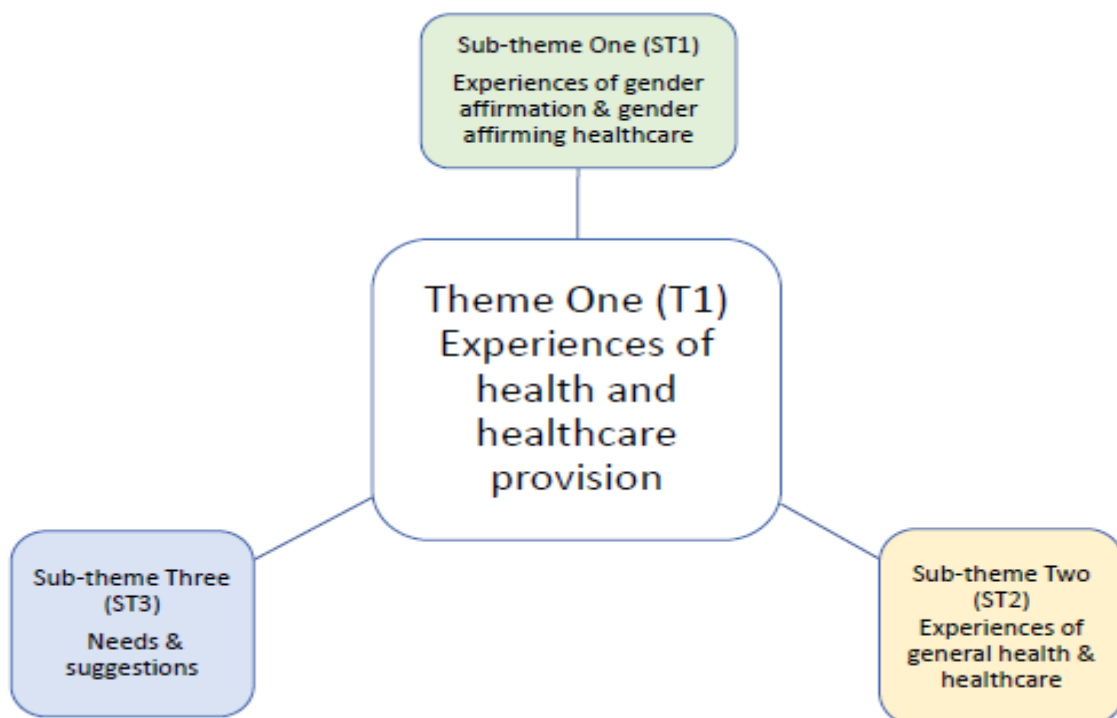 Sub-theme One (ST1)
Experiences of gender
affirmation & gender
affirming healthcare
Theme One (T1)
Experiences of
health and
healthcare
provision
Sub-theme Three
(ST3)
Needs &
suggestions
Sub-theme Two
(ST2)
Experiences of
general health &
healthcare